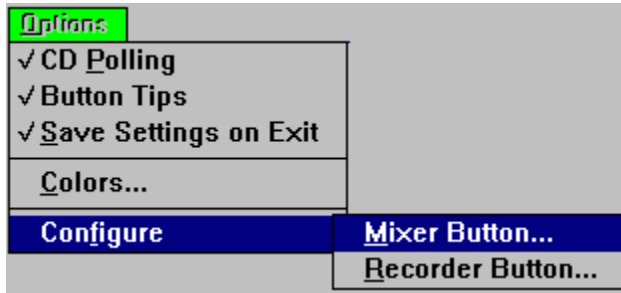 Options
✓ CD Polling
✓ Button Tips
✓ Save Settings on Exit
Colors...
Configure
Mixer Button...
Recorder Button...